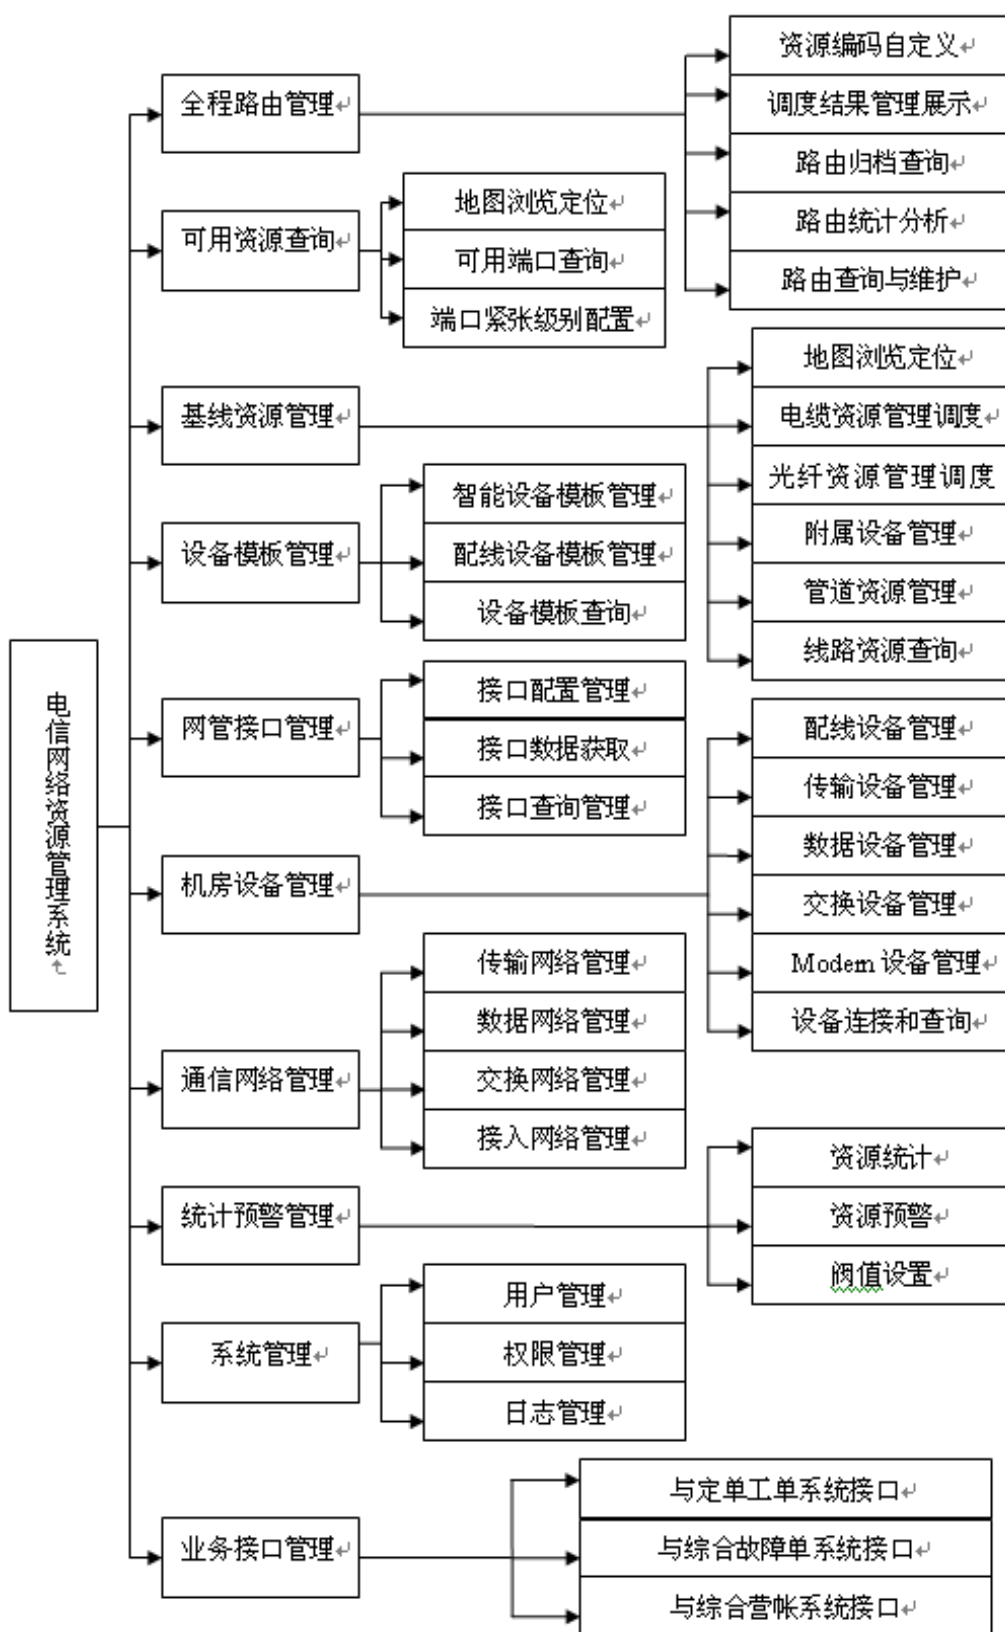 电信网络资源管理系统
全程路由管理
资源编码自定义
调度结果管理展示
路由归档查询
路由统计分析
路由查询与维护
可用资源查询
地图浏览定位
可用端口查询
端口紧张级别配置
基线资源管理
地图浏览定位
电缆资源管理调度
光纤资源管理调度
附属设备管理
管道资源管理
线路资源查询
设备模板管理
智能设备模板管理
配线设备模板管理
设备模板查询
网管接口管理
接口配置管理
接口数据获取
接口查询管理
机房设备管理
配线设备管理
传输设备管理
数据设备管理
交换设备管理
Modem 设备管理
设备连接和查询
通信网络管理
传输网络管理
数据网络管理
交换网络管理
接入网络管理
统计预警管理
资源统计
资源预警
阀值设置
系统管理
用户管理
权限管理
日志管理
业务接口管理
与定单工单系统接口
与综合故障单系统接口
与综合营帐系统接口